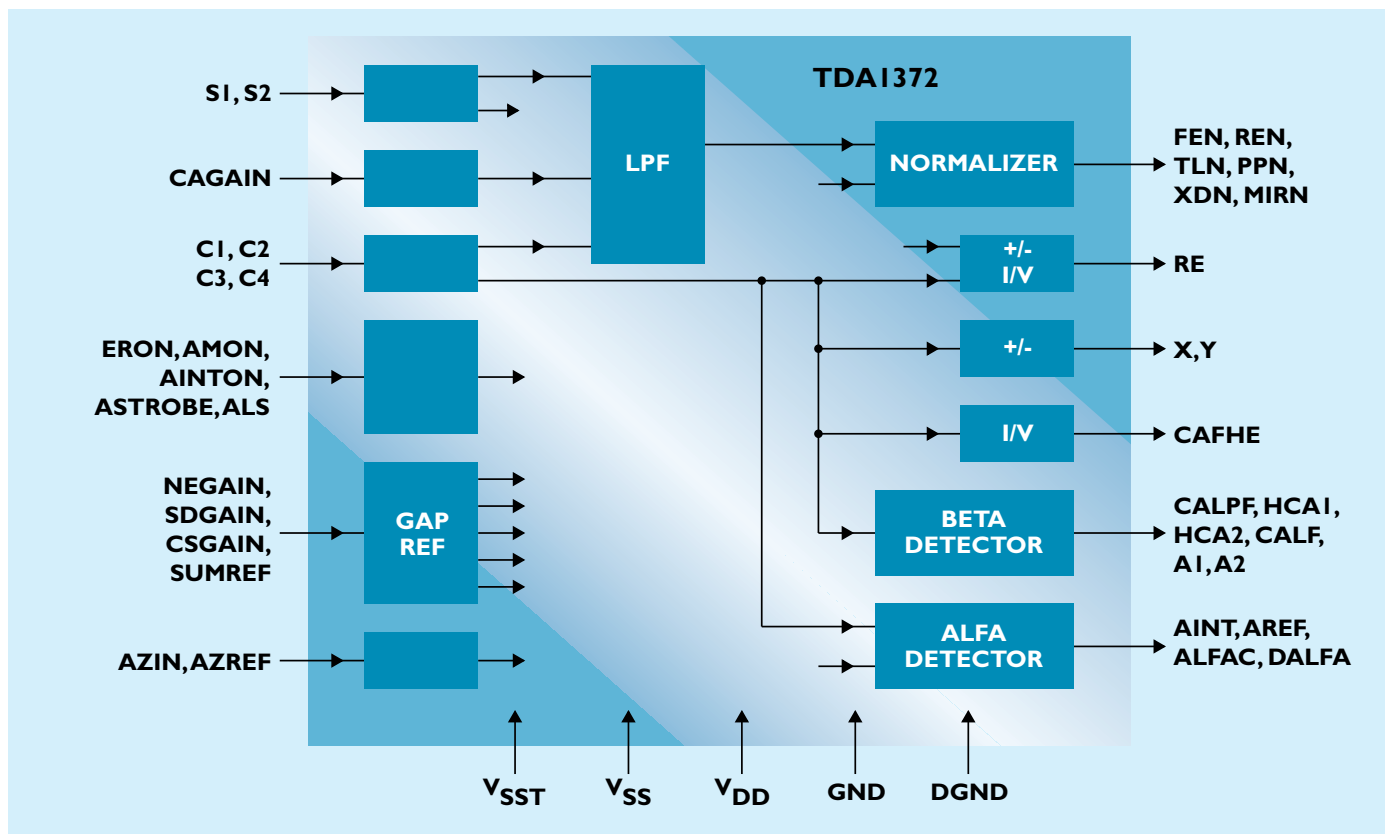 TDA1372
S1, S2
CAGAIN
C1, C2
C3, C4
ERON, AMON,
AINTON,
ASTROBE, ALS
NEGAIN,
SDGAIN,
CSGAIN,
SUMREF
AZIN, AZREF
GAP
REF
LPF
NORMALIZER
+/-
I/V
+/-
I/V
BETA
DETECTOR
ALFA
DETECTOR
FEN, REN,
TLN, PPN,
XDN, MIRN
RE
X, Y
CAFHE
CALPF, HCA1,
HCA2, CALF,
A1, A2
AINT, AREF,
ALFAC, DALFA
VSST
VSS
VDD
GND
DGND